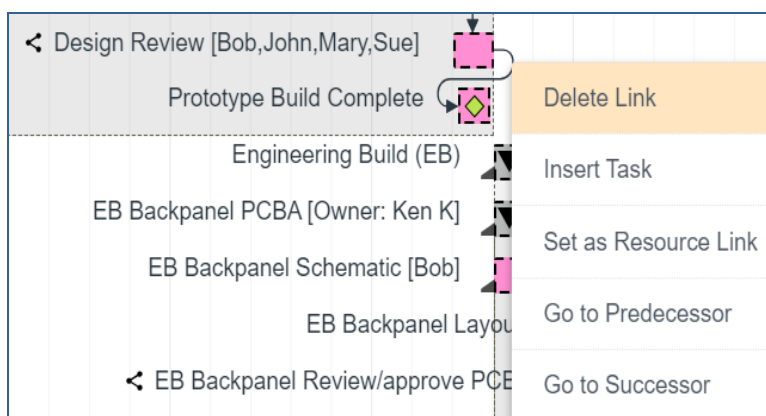 Design Review [Bob,John,Mary,Sue]
Prototype Build Complete
Delete Link
Engineering Build (EB)
Insert Task
EB Backpanel PCBA [Owner: Ken K]
Set as Resource Link
EB Backpanel Schematic [Bob]
Go to Predecessor
EB Backpanel Layou
EB Backpanel Review/approve PCB
Go to Successor